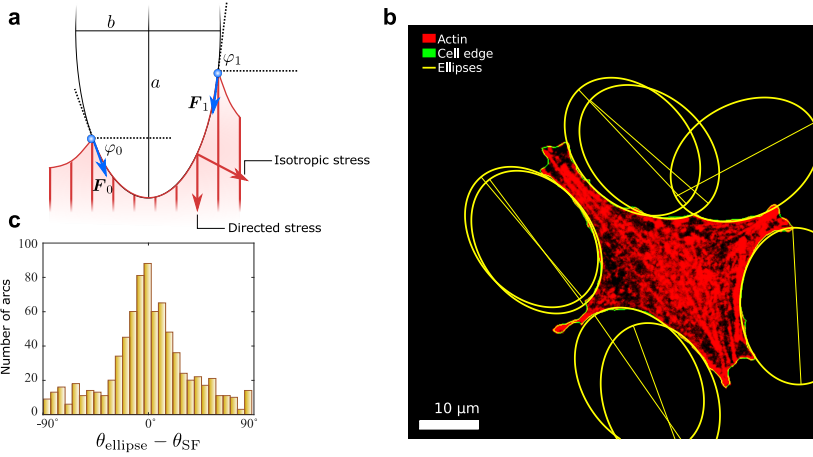 a
b
a
φ₁
F₁
φ₀
F₀
Isotropic stress
Directed stress
b
Actin
Cell edge
Ellipses
10 μm
c
Number of arcs
100
80
60
40
20
0
-90° 0° 90°
θellipse − θSF